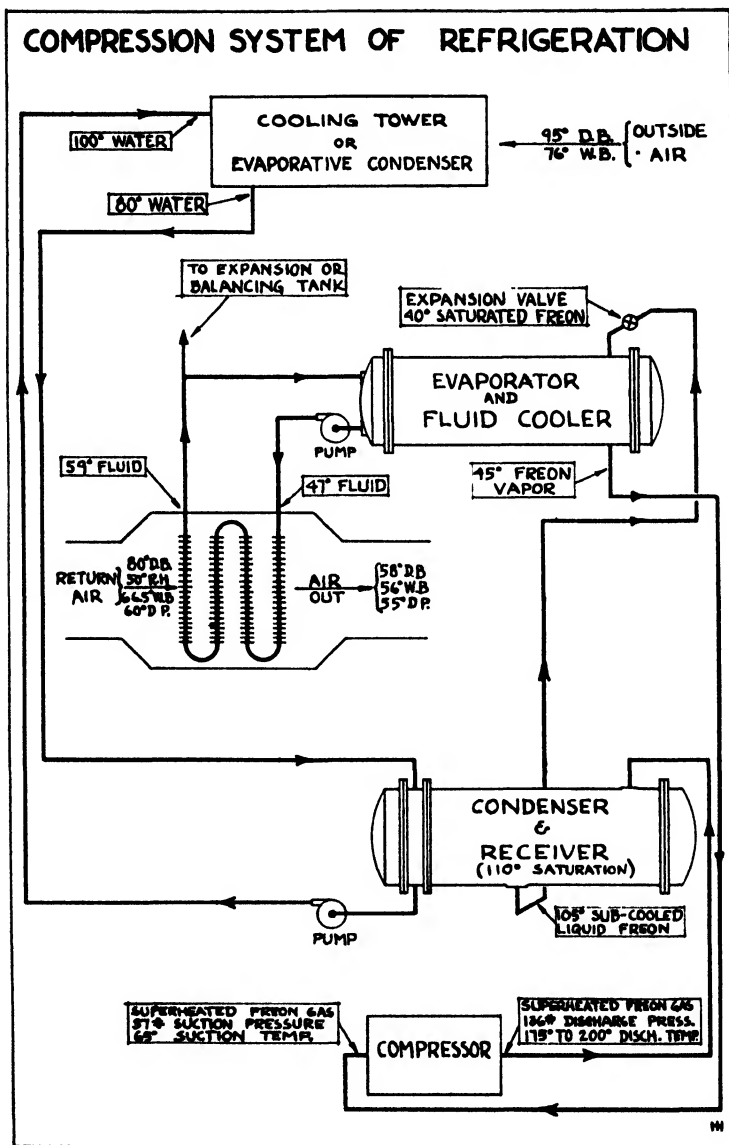 COMPRESSION SYSTEM OF REFRIGERATION
COOLING TOWER
OR
EVAPORATIVE CONDENSER
100° WATER
95° D.B.
76° W.B.
OUTSIDE
AIR
80° WATER
TO EXPANSION OR
BALANCING TANK
EXPANSION VALVE
40° SATURATED FREON
EVAPORATOR
AND
FLUID COOLER
PUMP
59° FLUID
47° FLUID
45° FREON
VAPOR
RETURN
AIR
80° D.B.
50° R.H.
66.5 W.B
60° D P.
AIR
OUT
58° D.B
56° W.B
55° D P.
CONDENSER
&
RECEIVER
(110° SATURATION)
PUMP
105° SUB-COOLED
LIQUID FREON
SUPERHEATED FREON GAS
37# SUCTION PRESSURE
65° SUCTION TEMP.
COMPRESSOR
SUPERHEATED FREON GAS
136# DISCHARGE PRESS.
175° TO 200° DISCH. TEMP.